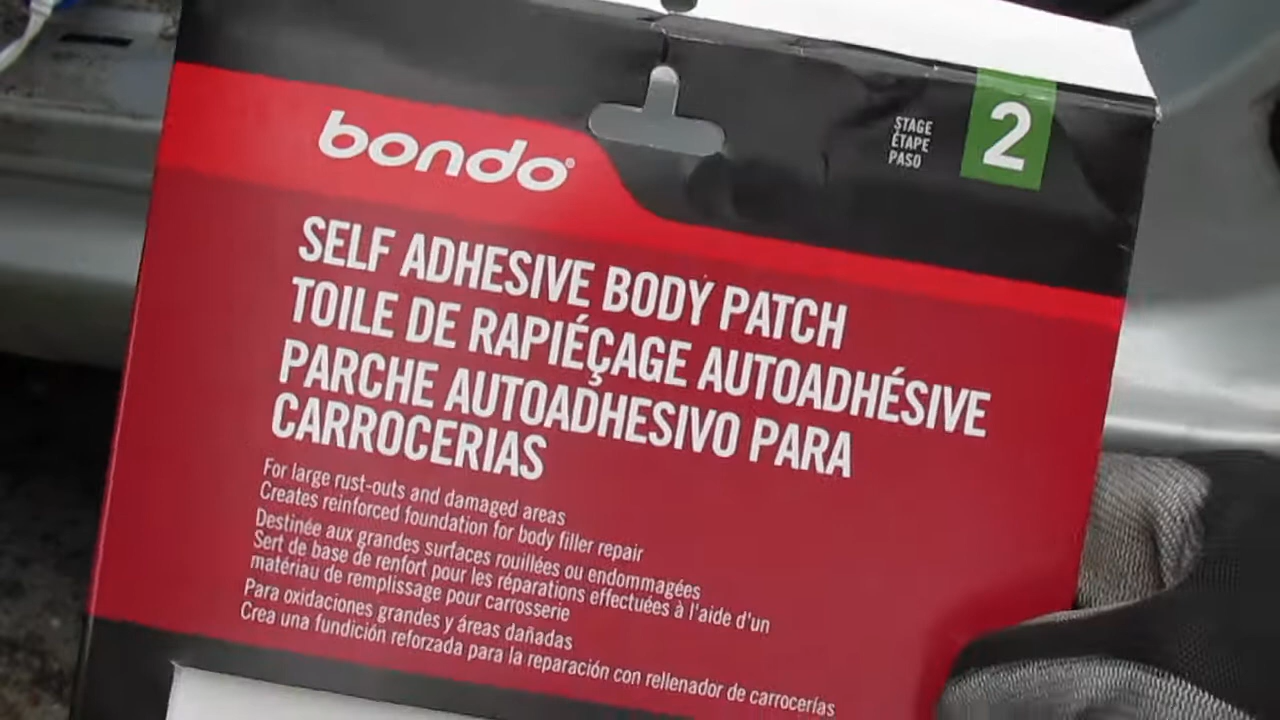 bondo®
STAGE
ÉTAPE
PASO
2
SELF ADHESIVE BODY PATCH
TOILE DE RAPIÉÇAGE AUTOADHÉSIVE
PARCHE AUTOADHESIVO PARA
CARROCERIAS
For large rust-outs and damaged areas
Creates reinforced foundation for body filler repair
Destinée aux grandes surfaces rouillées ou endommagées
Sert de base de renfort pour les réparations effectuées à l'aide d'un
matériau de remplissage pour carrosserie
Para oxidaciones grandes y áreas dañadas
Crea una fundición reforzada para la reparación con rellenador de carrocerías